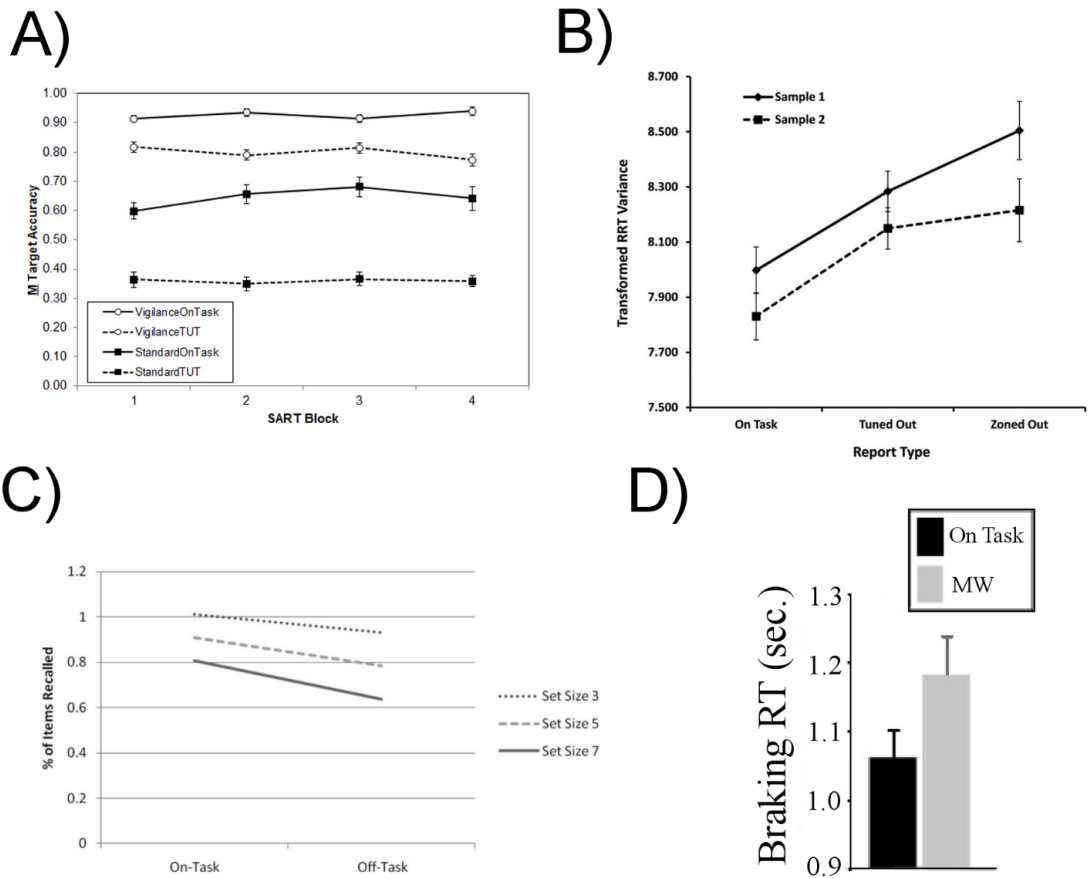 A)
1.00
0.90
0.80
0.70
0.60
0.50
0.40
0.30
0.20
0.10
0.00
M Target Accuracy
VigilanceOnTask
VigilanceTUT
StandardOnTask
StandardTUT
1 2 3 4
SART Block
B)
8.700
8.500
8.300
8.100
7.900
7.700
7.500
Transformed RRT Variance
Sample 1
Sample 2
On Task Tuned Out Zoned Out
Report Type
C)
1.2
1
0.8
0.6
0.4
0.2
0
% of Items Recalled
Set Size 3
Set Size 5
Set Size 7
On-Task Off-Task
D)
On Task
MW
1.3
1.2
1.1
1.0
0.9
Braking RT (sec.)